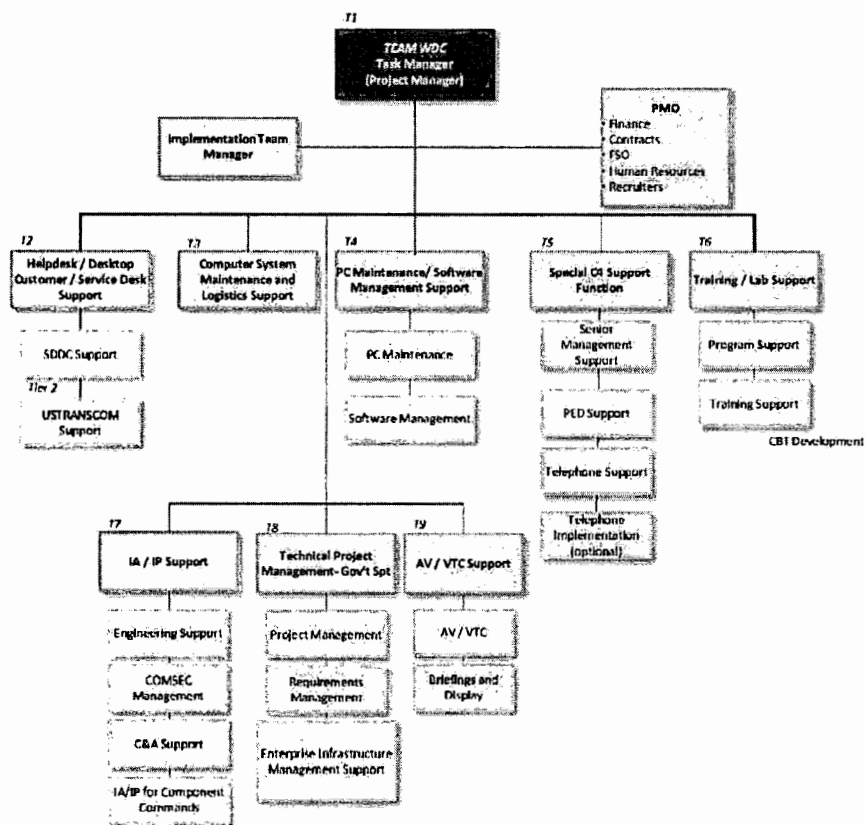 T1
TEAM WDC
Task Manager
(Project Manager)
Implementation Team
Manager
PMO
• Finance
• Contracts
• FSO
• Human Resources
• Recruiters
T2
Helpdesk / Desktop
Customer / Service Desk
Support
SDDC Support
Tier 2
USTRANSCOM
Support
T3
Computer System
Maintenance and
Logistics Support
T4
PC Maintenance/ Software
Management Support
PC Maintenance
Software Management
T5
Special C4 Support
Function
Senior
Management
Support
PED Support
Telephone Support
Telephone
Implementation
(optional)
T6
Training / Lab Support
Program Support
Training Support
CBT Development
T7
IA / IP Support
Engineering Support
COMSEC
Management
C&A Support
IA/IP for Component
Commands
T8
Technical Project
Management- Gov't Spt
Project Management
Requirements
Management
Enterprise Infrastructure
Management Support
T9
AV / VTC Support
AV / VTC
Briefings and
Display